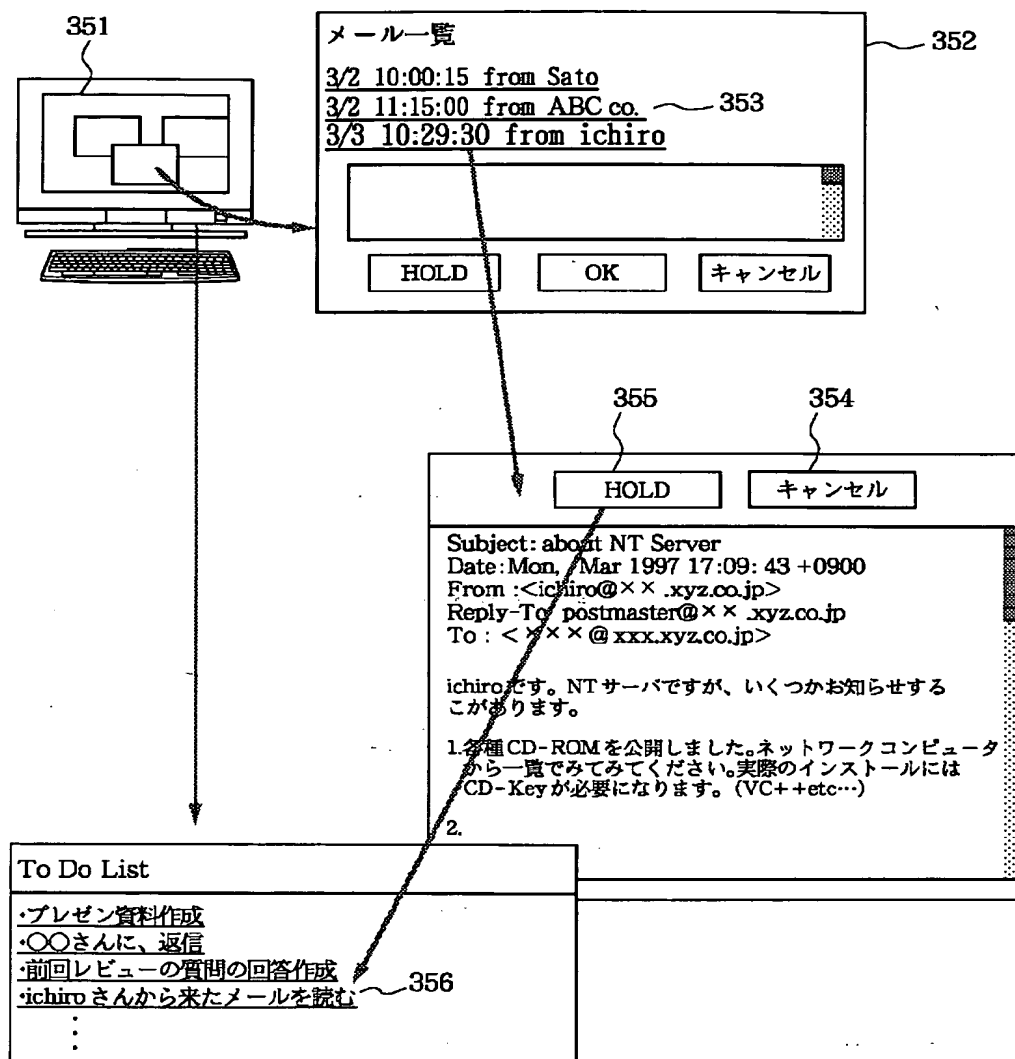 351
メール一覧
352
3/2 10:00:15 from Sato
3/2 11:15:00 from ABC co.
353
3/3 10:29:30 from ichiro
HOLD
OK
キャンセル
355
354
HOLD
キャンセル
Subject: about NT Server
Date:Mon, Mar 1997 17:09: 43 +0900
From :<ichiro@×× .xyz.co.jp>
Reply-To postmaster@×× .xyz.co.jp
To : < ×××@xxx.xyz.co.jp>
ichiroです。NTサーバですが、いくつかお知らせする
こがあります。
1.各種CD-ROMを公開しました。ネットワークコンピュータ
から一覧でみてみてください。実際のインストールには
CD-Keyが必要になります。(VC++etc…)
2.
To Do List
・プレゼン資料作成
・○○さんに、返信
・前回レビューの質問の回答作成
・ichiroさんから来たメールを読む
356